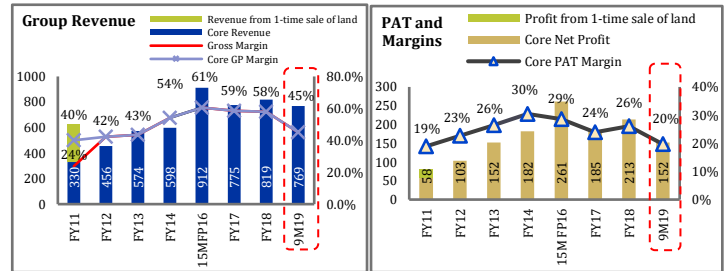 Group Revenue
Revenue from 1-time sale of land
Core Revenue
Gross Margin
Core GP Margin
1000
800
600
400
200
0
80.0%
60.0%
40.0%
20.0%
0.0%
40%
24%
42%
43%
54%
61%
59%
58%
45%
330
456
574
598
912
775
819
769
FY11
FY12
FY13
FY14
15MFP16
FY17
FY18
9M19
PAT and
Margins
Profit from 1-time sale of land
Core Net Profit
Core PAT Margin
300
250
200
150
100
50
0
40%
30%
20%
10%
0%
19%
23%
26%
30%
29%
24%
26%
20%
58
103
152
182
261
185
213
152
FY11
FY12
FY13
FY14
15M FP16
FY17
FY18
9M19